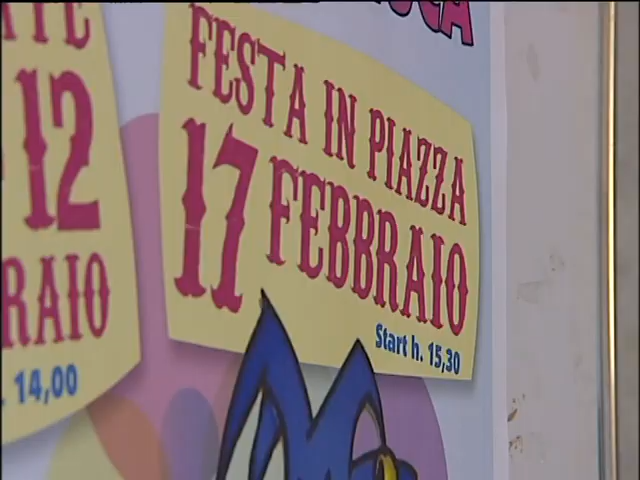 12
RAIO
14,00
FESTA IN PIAZZA
17 FEBBRAIO
Start h. 15,30